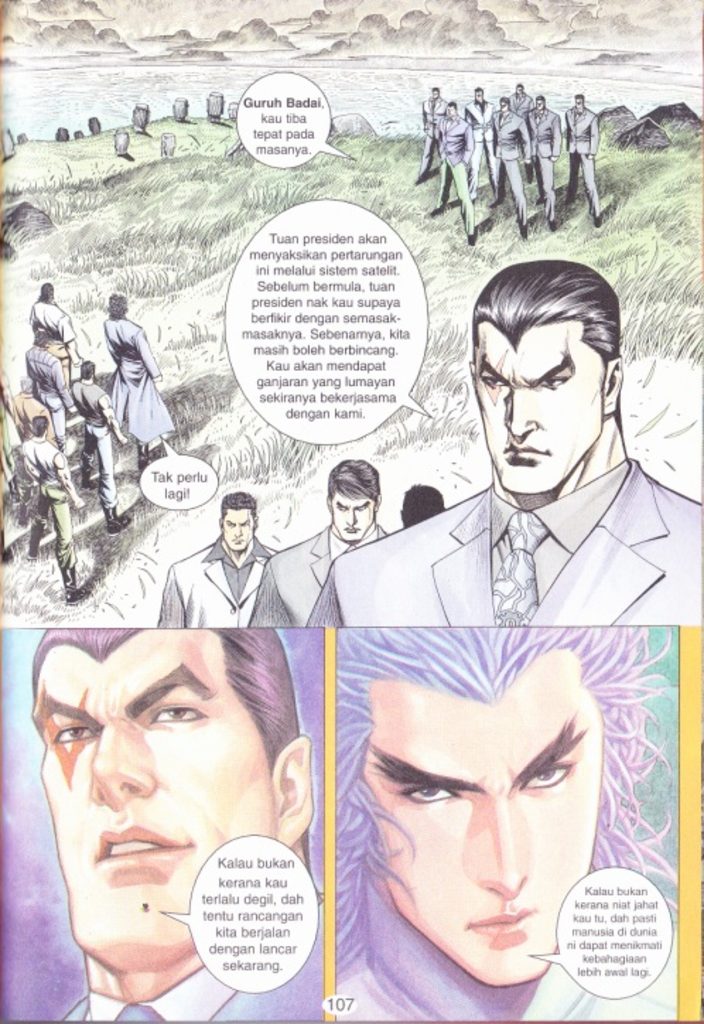 Guruh Badai,
kau tiba
tepat pada
masanya.
Tuan presiden akan
menyaksikan pertarungan
ini melalui sistem satelit.
Sebelum bermula, tuan
presiden nak kau supaya
berfikir dengan semasak-
masaknya. Sebenarnya, kita
masih boleh berbincang.
Kau akan mendapat
ganjaran yang lumayan
sekiranya bekerjasama
dengan kami.
Tak perlu
lagi!
Kalau bukan
kerana kau
terlalu degil, dah
tentu rancangan
kita berjalan
dengan lancar
sekarang.
Kalau bukan
kerana niat jahat
kau tu, dah pasti
manusia di dunia
ni dapat menikmati
kebahagiaan
lebih awal lagi.
107